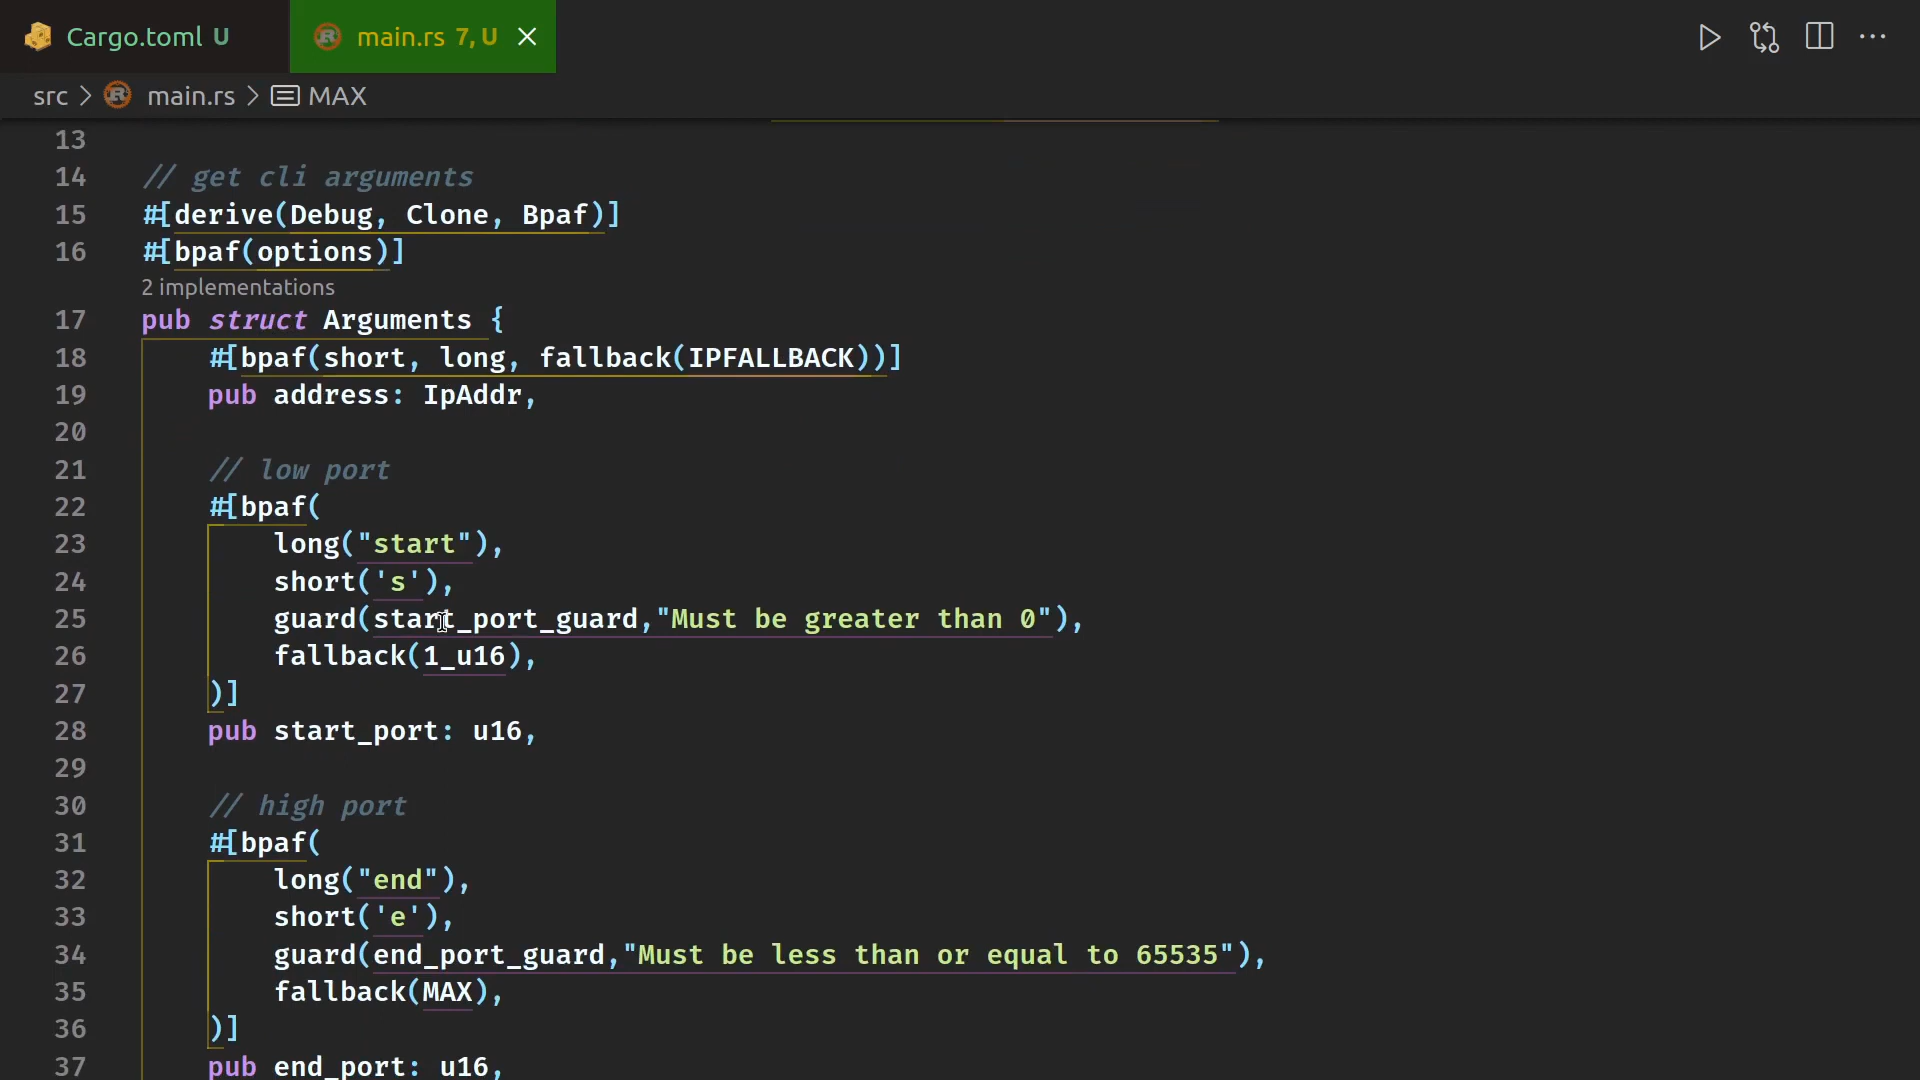 Cargo.toml U
main.rs 7, U
src > main.rs > MAX
13
14 // get cli arguments
15 #[derive(Debug, Clone, Bpaf)]
16 #[bpaf(options)]
2 implementations
17 pub struct Arguments {
18 #[bpaf(short, long, fallback(IPFALLBACK))]
19 pub address: IpAddr,
20
21 // low port
22 #[bpaf(
23 long("start"),
24 short('s'),
25 guard(start_port_guard,"Must be greater than 0"),
26 fallback(1_u16),
27 )]
28 pub start_port: u16,
29
30 // high port
31 #[bpaf(
32 long("end"),
33 short('e'),
34 guard(end_port_guard,"Must be less than or equal to 65535"),
35 fallback(MAX),
36 )]
37 pub end_port: u16,